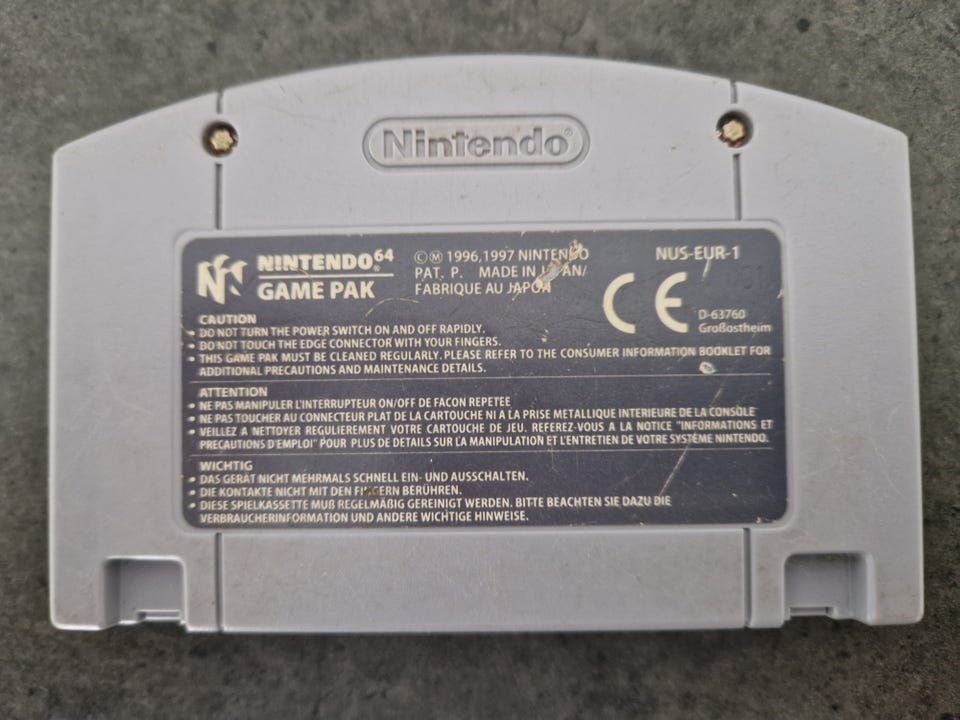 Nintendo®
NINTENDO⁶⁴®
GAME PAK
©Ⓜ 1996,1997 NINTENDO
PAT. P. MADE IN JAPAN/
FABRIQUE AU JAPON
NUS-EUR-1
01
CE
D-63760
Großostheim
CAUTION
• DO NOT TURN THE POWER SWITCH ON AND OFF RAPIDLY.
• DO NOT TOUCH THE EDGE CONNECTOR WITH YOUR FINGERS.
• THIS GAME PAK MUST BE CLEANED REGULARLY. PLEASE REFER TO THE CONSUMER INFORMATION BOOKLET FOR
ADDITIONAL PRECAUTIONS AND MAINTENANCE DETAILS.
ATTENTION
• NE PAS MANIPULER L'INTERRUPTEUR ON/OFF DE FACON REPETEE
• NE PAS TOUCHER AU CONNECTEUR PLAT DE LA CARTOUCHE NI A LA PRISE METALLIQUE INTERIEURE DE LA CONSOLE
• VEILLEZ A NETTOYER REGULIEREMENT VOTRE CARTOUCHE DE JEU. REFEREZ-VOUS A LA NOTICE "INFORMATIONS ET
PRECAUTIONS D'EMPLOI" POUR PLUS DE DETAILS SUR LA MANIPULATION ET L'ENTRETIEN DE VOTRE SYSTÈME NINTENDO.
WICHTIG
• DAS GERÄT NICHT MEHRMALS SCHNELL EIN- UND AUSSCHALTEN.
• DIE KONTAKTE NICHT MIT DEN FINGERN BERÜHREN.
• DIESE SPIELKASSETTE MUß REGELMÄßIG GEREINIGT WERDEN. BITTE BEACHTEN SIE DAZU DIE
VERBRAUCHERINFORMATION UND ANDERE WICHTIGE HINWEISE.